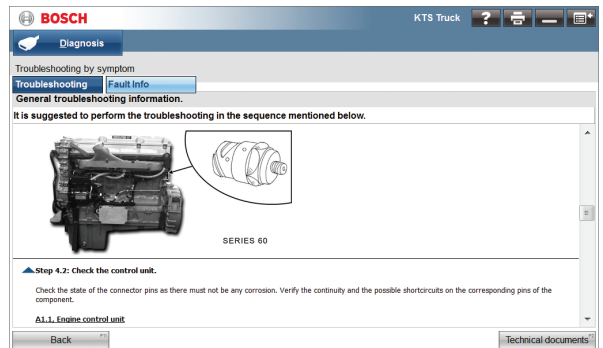 BOSCH
KTS Truck
?
Diagnosis
Troubleshooting by symptom
Troubleshooting
Fault Info
General troubleshooting information.
It is suggested to perform the troubleshooting in the sequence mentioned below.
SERIES 60
Step 4.2: Check the control unit.
Check the state of the connector pins as there must not be any corrosion. Verify the continuity and the possible shortcircuits on the corresponding pins of the
component.
A1.1, Engine control unit
Back
Technical documents